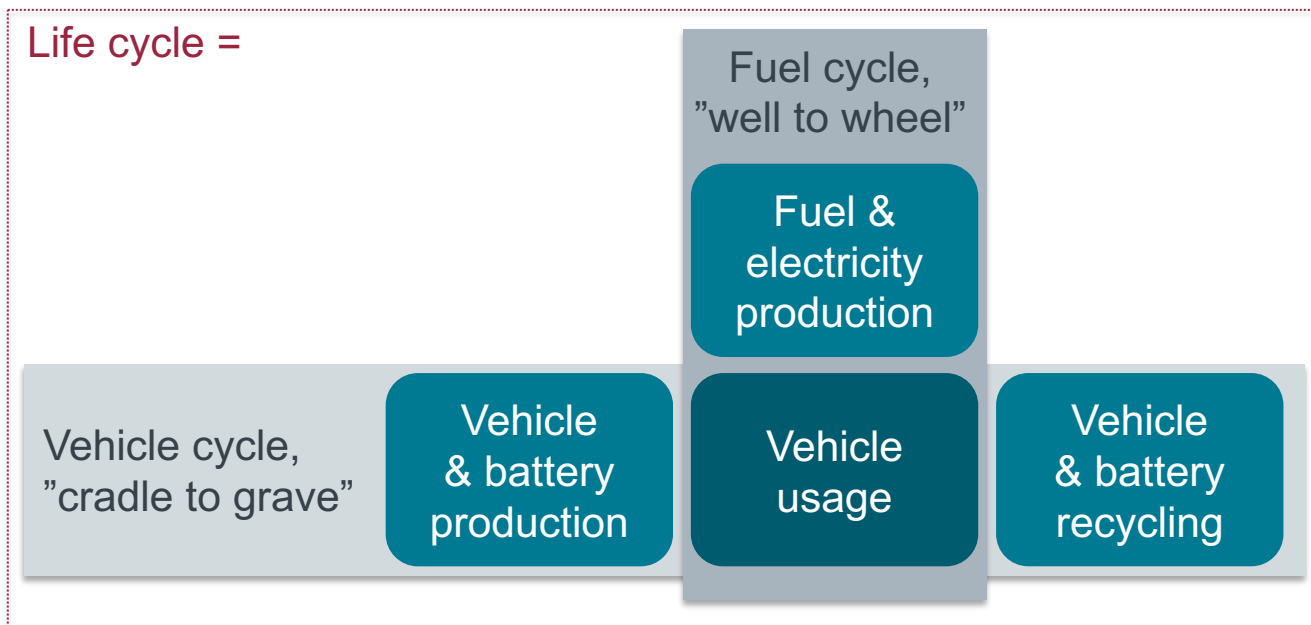 Life cycle =
Fuel cycle,
”well to wheel”
Fuel &
electricity
production
Vehicle cycle,
”cradle to grave”
Vehicle
& battery
production
Vehicle
usage
Vehicle
& battery
recycling